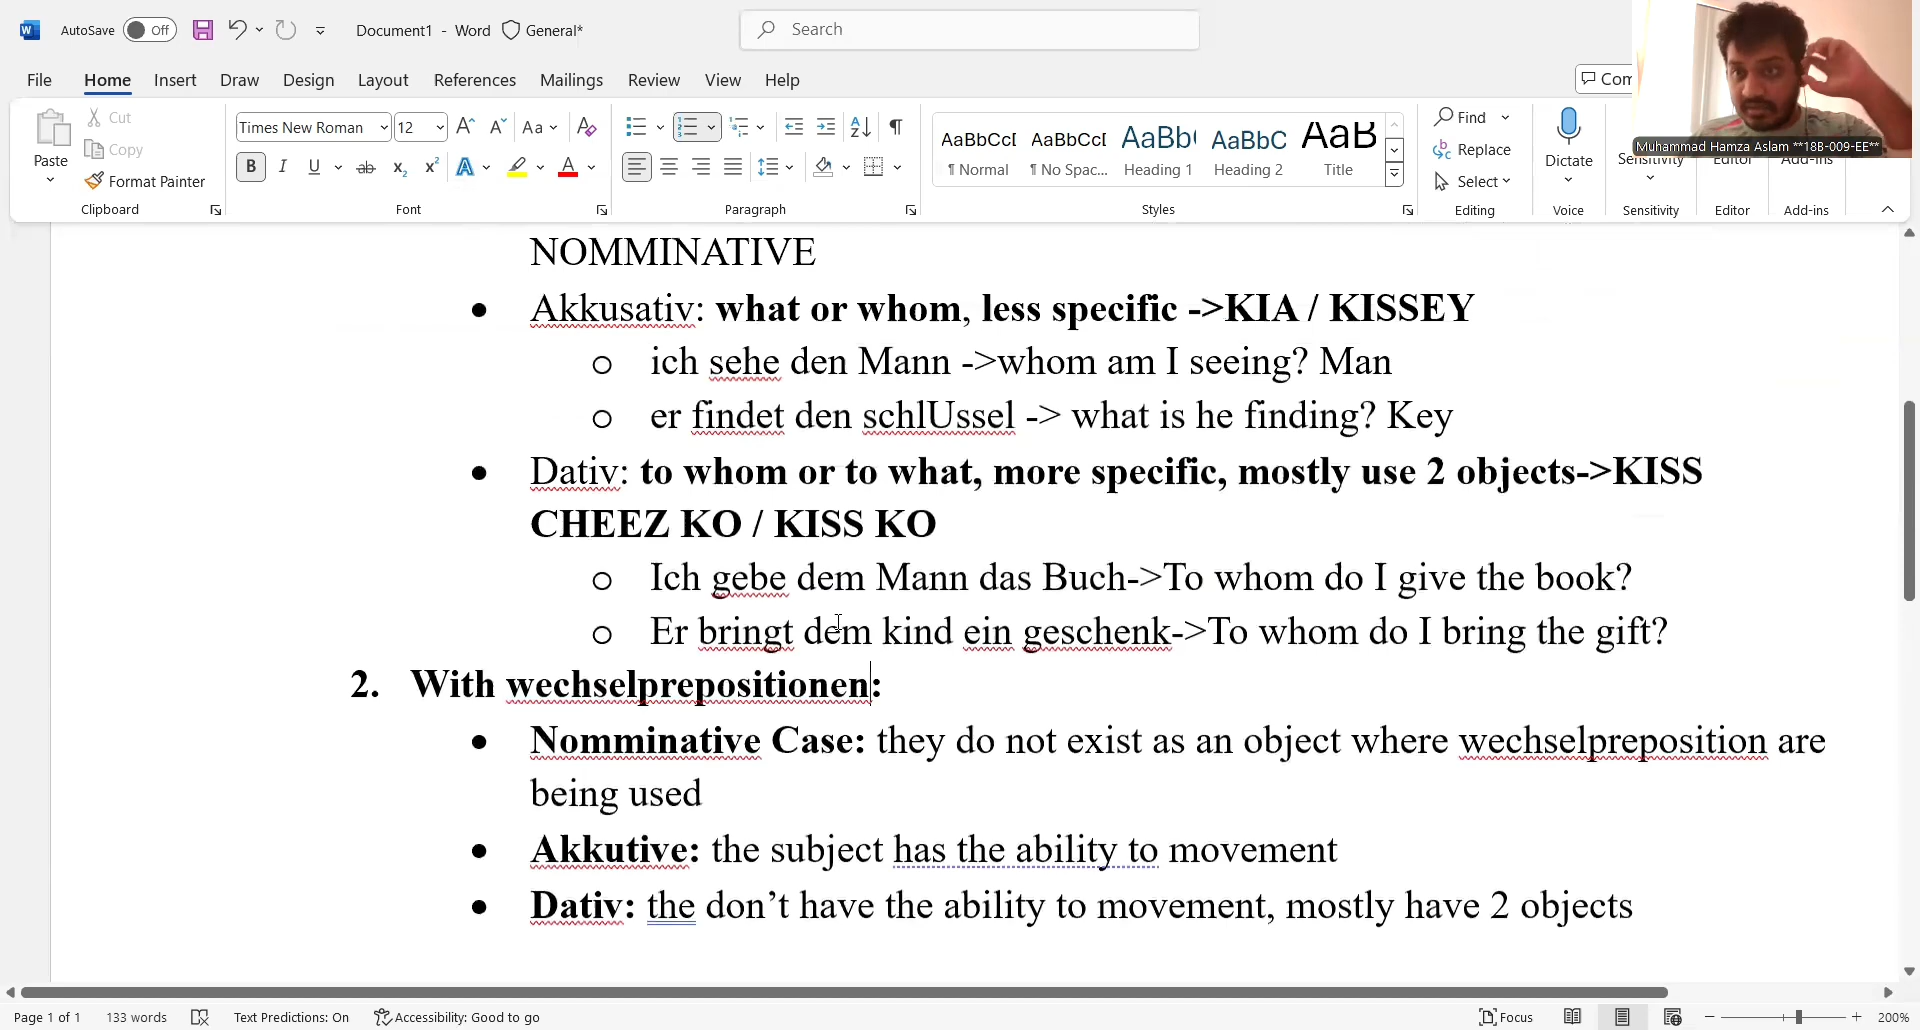 AutoSave Off Document1 - Word General*
Search
File Home Insert Draw Design Layout References Mailings Review View Help
Paste
Cut
Copy
Format Painter
Clipboard
Times New Roman 12
Font
Paragraph
AaBbCcI AaBbCcI AaBb( AaBbC AaB
¶ Normal ¶ No Spac... Heading 1 Heading 2 Title
Styles
Find
Replace
Select
Editing
Dictate
Voice
Sensitivity
Sensitivity
Editor
Editor
Add-ins
Add-ins
Muhammad Hamza Aslam **18B-009-EE**
NOMMINATIVE
• Akkusativ: what or whom, less specific ->KIA / KISSEY
o ich sehe den Mann ->whom am I seeing? Man
o er findet den schlUssel -> what is he finding? Key
• Dativ: to whom or to what, more specific, mostly use 2 objects->KISS
CHEEZ KO / KISS KO
o Ich gebe dem Mann das Buch->To whom do I give the book?
o Er bringt dem kind ein geschenk->To whom do I bring the gift?
2. With wechselprepositionen:
• Nomminative Case: they do not exist as an object where wechselpreposition are
being used
• Akkutive: the subject has the ability to movement
• Dativ: the don’t have the ability to movement, mostly have 2 objects
Page 1 of 1 133 words Text Predictions: On Accessibility: Good to go Focus 200%